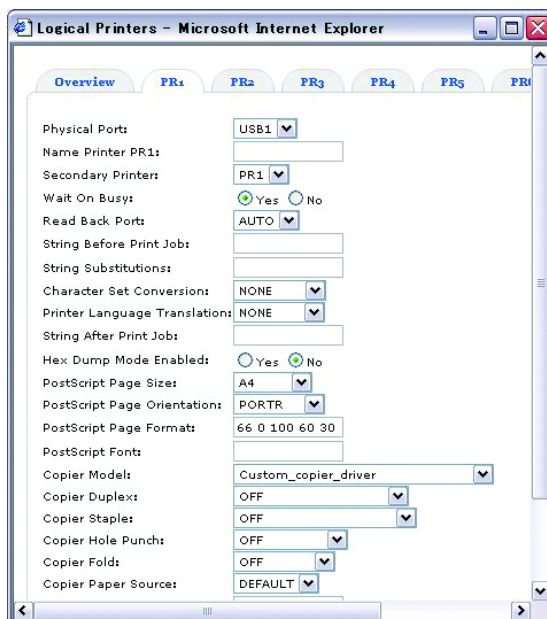 Logical Printers - Microsoft Internet Explorer
Overview PR1 PR2 PR3 PR4 PR5
Physical Port: USB1
Name Printer PR1:
Secondary Printer: PR1
Wait On Busy: Yes No
Read Back Port: AUTO
String Before Print Job:
String Substitutions:
Character Set Conversion: NONE
Printer Language Translation: NONE
String After Print Job:
Hex Dump Mode Enabled: Yes No
PostScript Page Size: A4
PostScript Page Orientation: PORTR
PostScript Page Format: 66 0 100 60 30
PostScript Font:
Copier Model: Custom_copier_driver
Copier Duplex: OFF
Copier Staple: OFF
Copier Hole Punch: OFF
Copier Fold: OFF
Copier Paper Source: DEFAULT